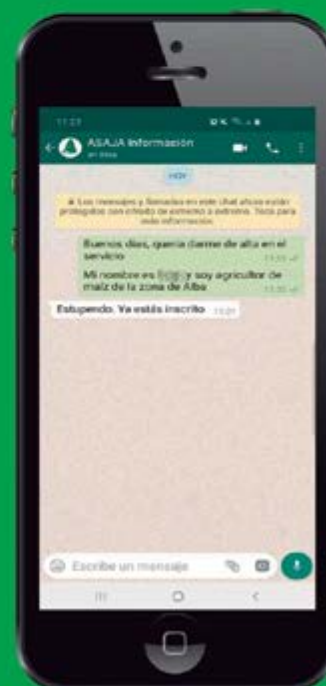 ASAJA Información
en línea
HOY
Los mensajes y llamadas en este chat ahora están
protegidos con cifrado de extremo a extremo. Toca para
más información.
Buenos días, quería darme de alta en el
servicio
Mi nombre es y soy agricultor de
maíz de la zona de Alba
Estupendo. Ya estás inscrito
Escribe un mensaje